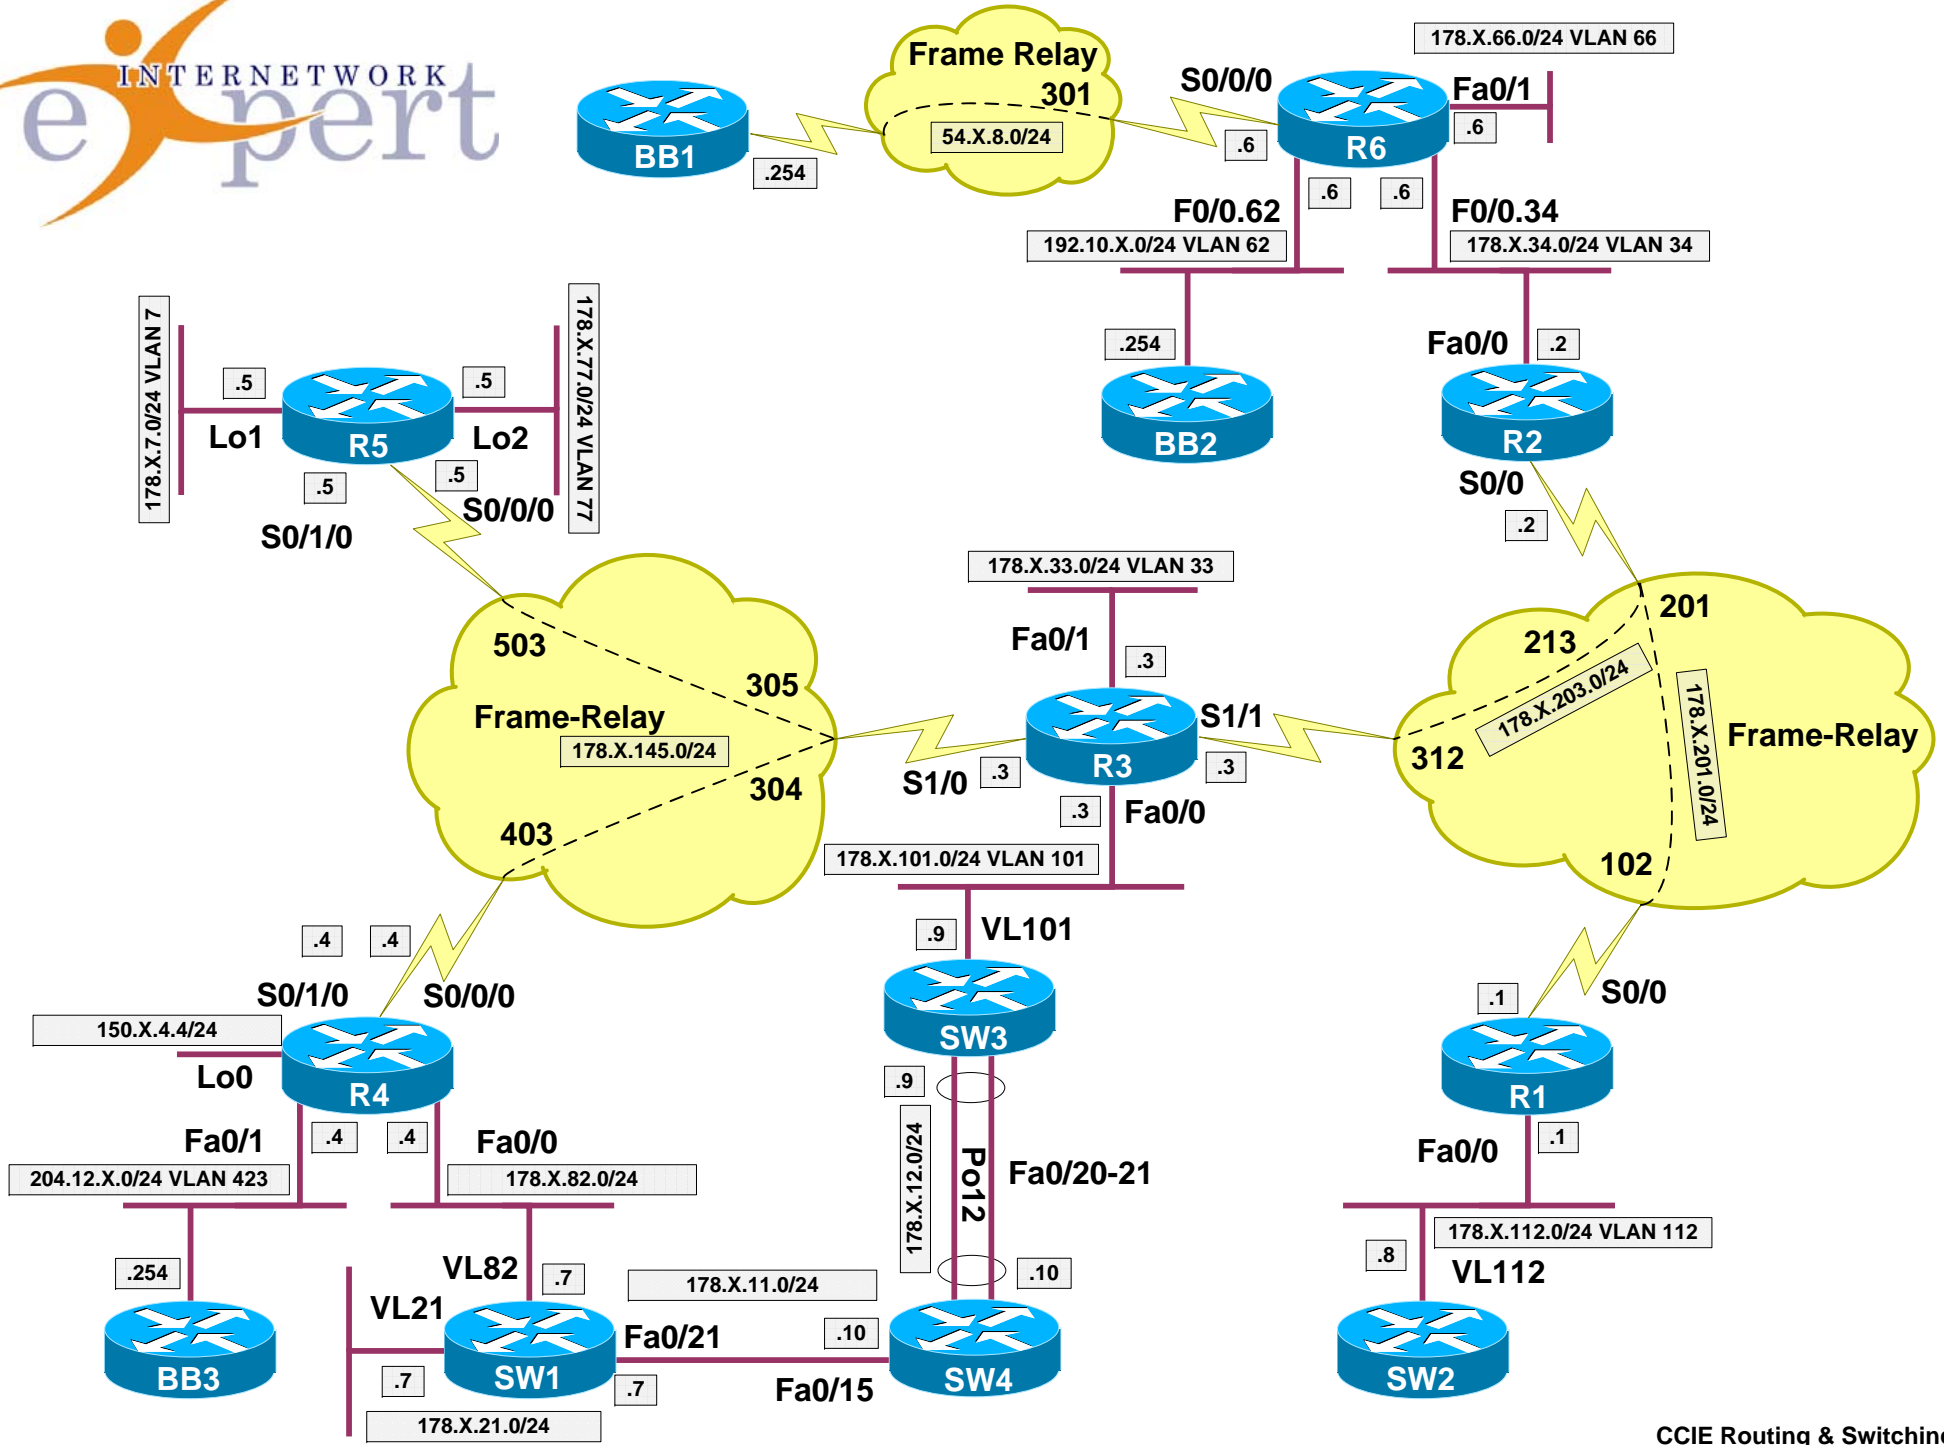 INTERNETWORK
eXpert
178.X.66.0/24 VLAN 66
Frame Relay
301
54.X.8.0/24
S0/0/0
Fa0/1
.6
.6
R6
BB1
.254
.6
.6
F0/0.62
F0/0.34
192.10.X.0/24 VLAN 62
178.X.34.0/24 VLAN 34
.254
Fa0/0
.2
BB2
R2
S0/0
.2
178.X.7.0/24 VLAN 7
178.X.77.0/24 VLAN 77
.5
.5
Lo1
R5
Lo2
.5
.5
S0/0/0
S0/1/0
503
305
Frame-Relay
178.X.145.0/24
304
403
178.X.33.0/24 VLAN 33
Fa0/1
.3
S1/1
R3
.3
S1/0
.3
.3
Fa0/0
178.X.101.0/24 VLAN 101
201
213
178.X.203.0/24
178.X.201.0/24
Frame-Relay
312
102
.9
VL101
SW3
.9
178.X.12.0/24
Po12
Fa0/20-21
.10
.4
.4
S0/1/0
S0/0/0
150.X.4.4/24
Lo0
R4
Fa0/1
.4
.4
Fa0/0
204.12.X.0/24 VLAN 423
178.X.82.0/24
.254
VL82
.7
BB3
VL21
SW1
.7
178.X.21.0/24
Fa0/21
.7
178.X.11.0/24
.10
Fa0/15
SW4
.1
S0/0
R1
Fa0/0
.1
178.X.112.0/24 VLAN 112
.8
VL112
SW2
CCIE Routing & Switching